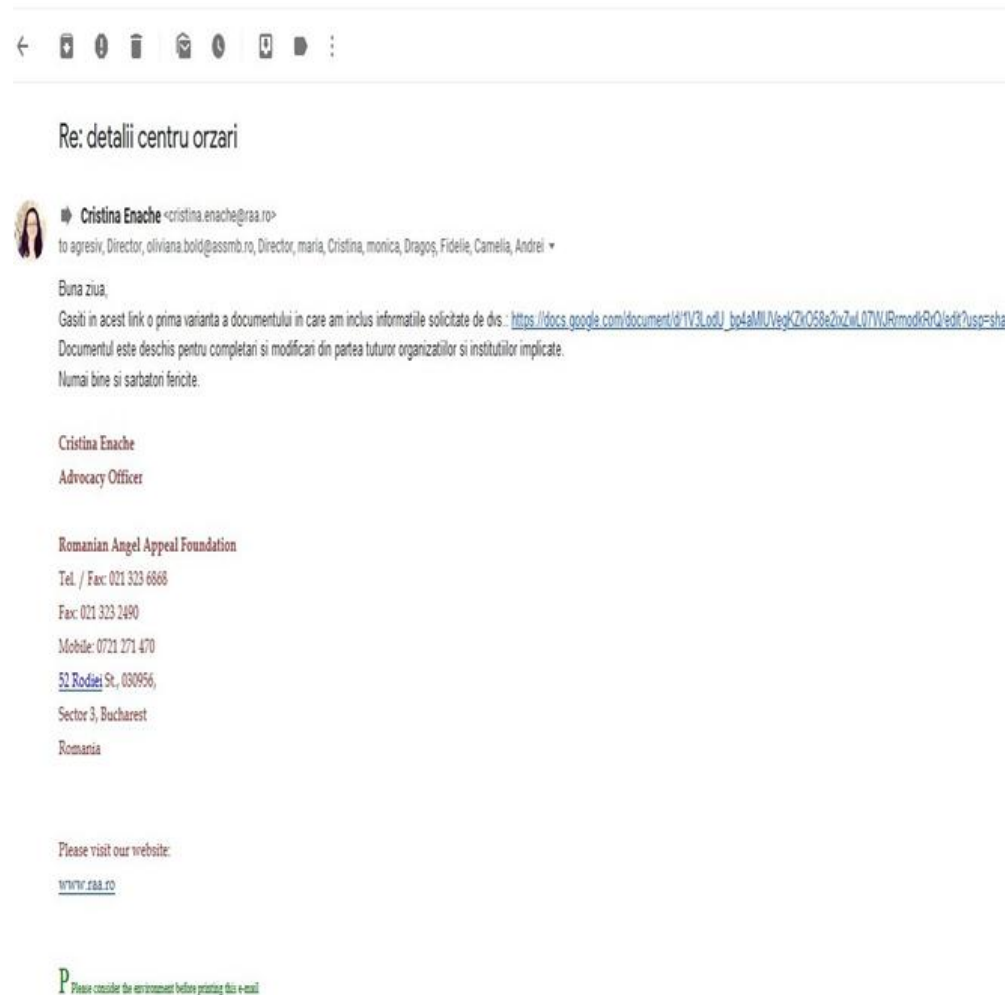 Re: detalii centru orzari
Cristina Enache <cristina.enache@raa.ro>
to agresiv, Director, oliviana.bold@assmb.ro, Director, maria, Cristina, monica, Dragoș, Fidelie, Camelia, Andrei
Buna ziua,
Gasiti in acest link o prima varianta a documentului in care am inclus informatiile solicitate de dvs.:
Documentul este deschis pentru completari si modificari din partea tuturor organizatiilor si institutiilor implicate.
Numai bine si sarbatori fericite.
Cristina Enache
Advocacy Officer
Romanian Angel Appeal Foundation
Tel. / Fax: 021 323 6868
Fax: 021 323 2490
Mobile: 0721 271 470
52 Rodiei St., 030956,
Sector 3, Bucharest
Romania
Please visit our website:
www.raa.ro
P Please consider the environment before printing this e-mail